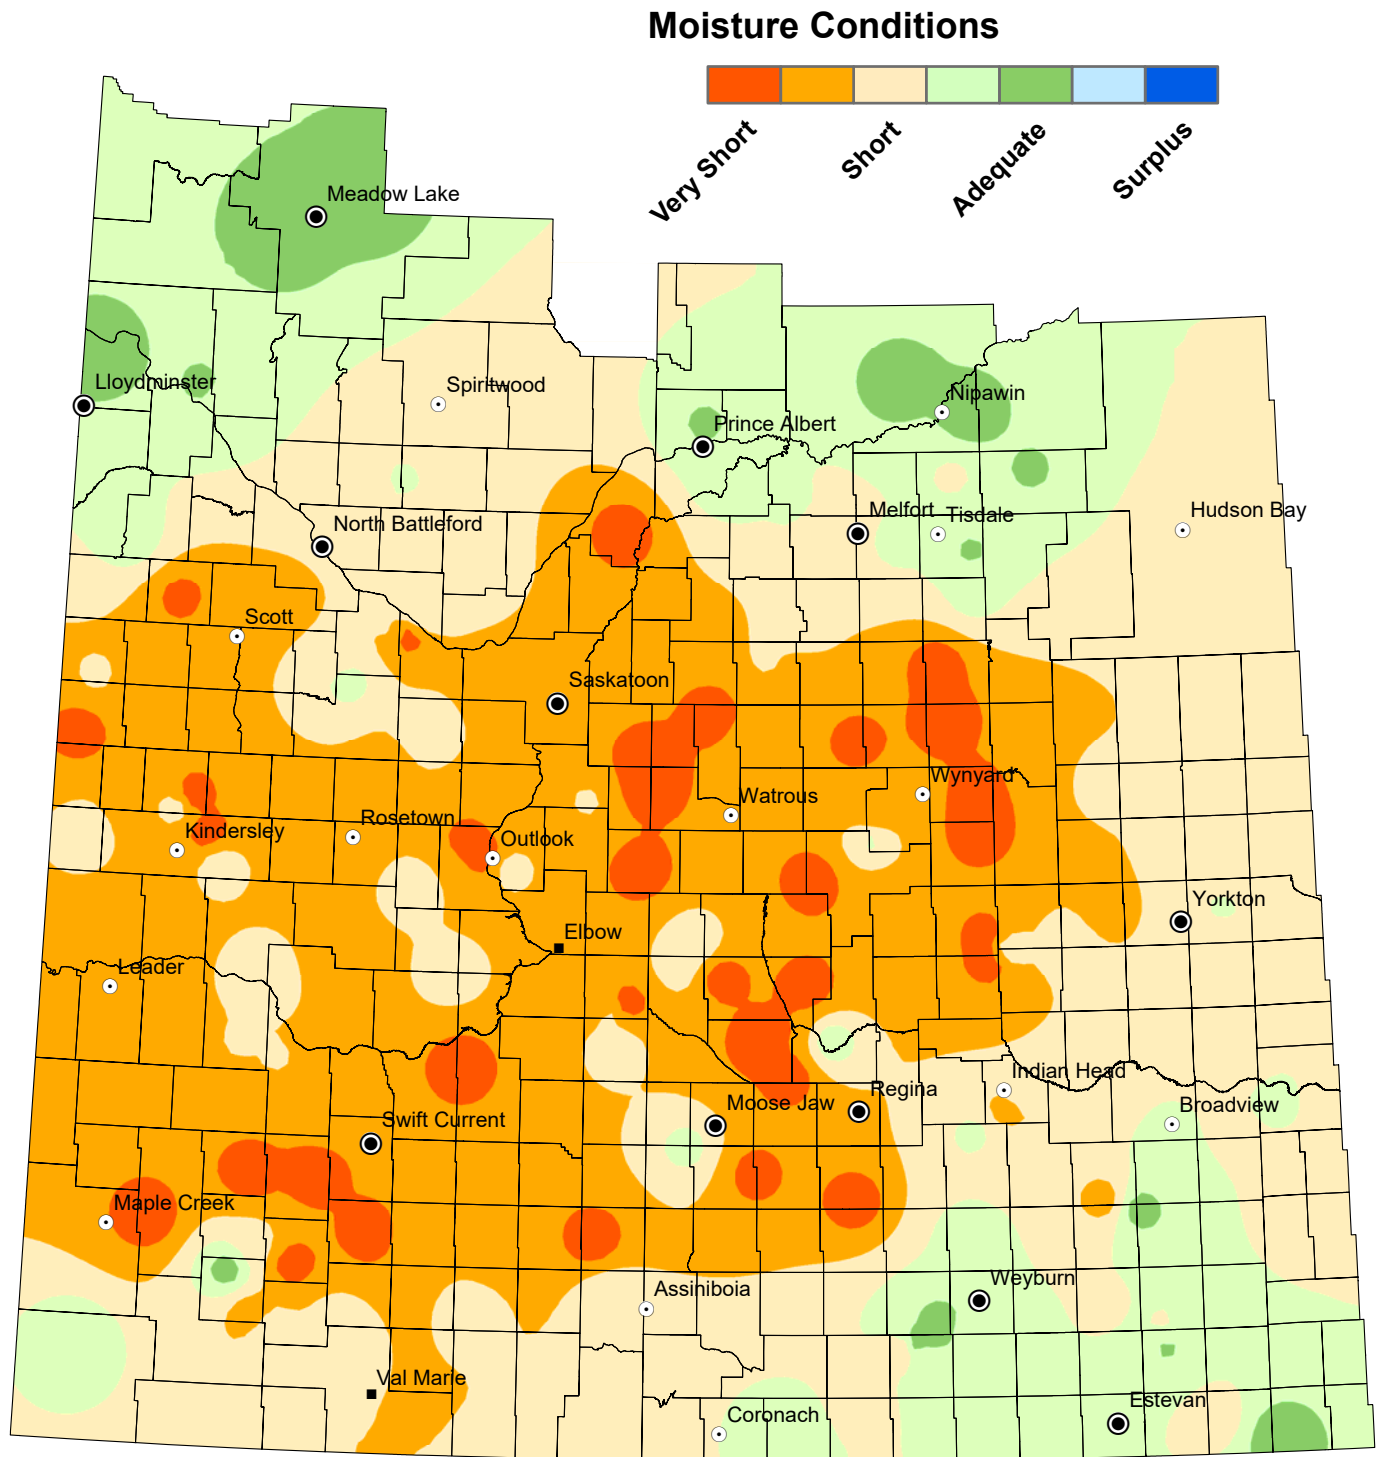 Moisture Conditions
Very Short
Short
Adequate
Surplus
Meadow Lake
Lloydminster
Spiritwood
Nipawin
Prince Albert
North Battleford
Melfort
Tisdale
Hudson Bay
Scott
Saskatoon
Wynyard
Watrous
Rosetown
Kindersley
Outlook
Yorkton
Elbow
Leader
Indian Head
Regina
Moose Jaw
Broadview
Swift Current
Maple Creek
Weyburn
Assiniboia
Val Marie
Estevan
Coronach